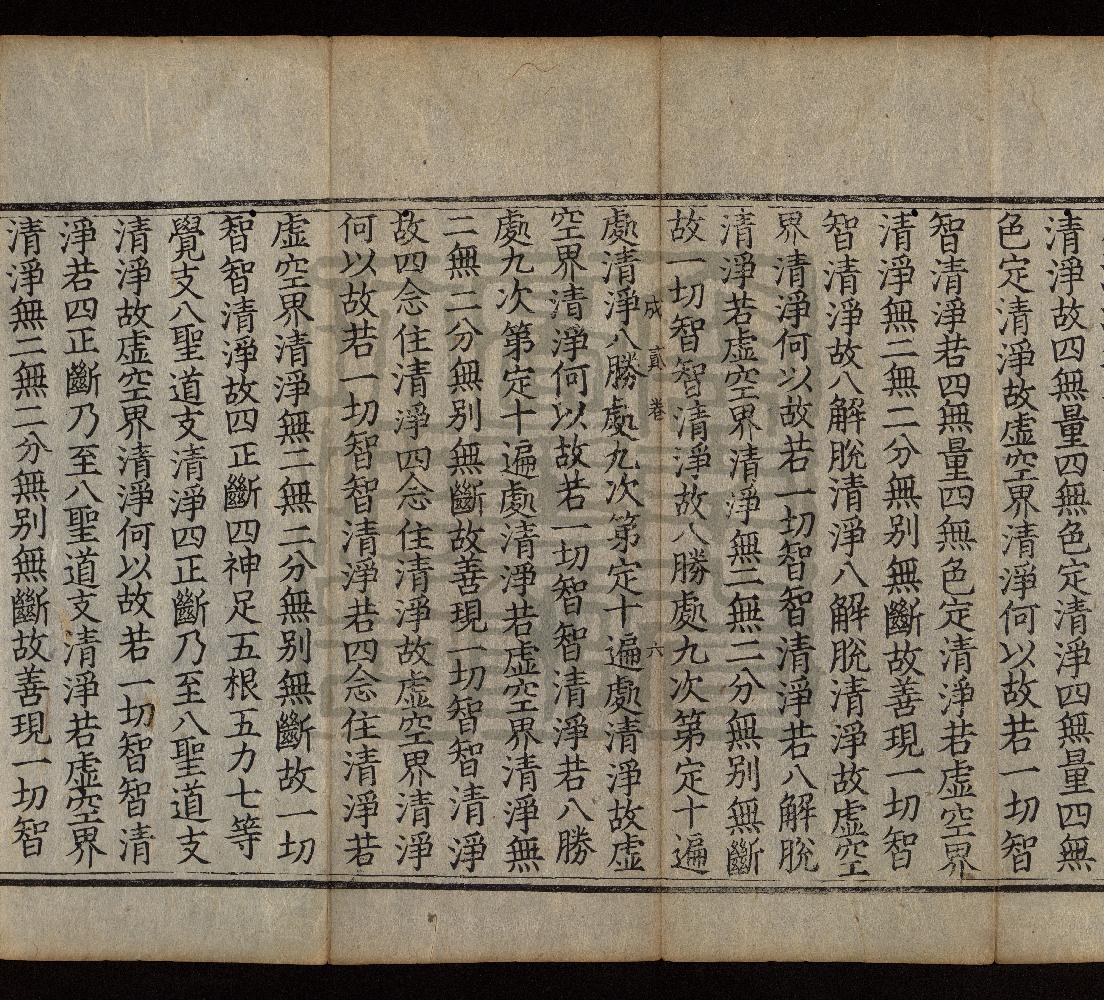 清淨故四無量四無色定清淨四無量四無
色定清淨故虛空界清淨何以故若一切智
智清淨若四無量四無色定清淨若虛空界
清淨無二無二分無別無斷故善現一切智
智清淨故八解脫清淨八解脫清淨故虛空
界清淨何以故若一切智智清淨若八解脫
清淨若虛空界清淨無二無二分無別無斷
故一切智智清淨故八勝處九次第定十遍
成 貳卷 六
處清淨八勝處九次第定十遍處清淨故虛
空界清淨何以故若一切智智清淨若八勝
處九次第定十遍處清淨若虛空界清淨無
二無二分無別無斷故善現一切智智清淨
故四念住清淨四念住清淨故虛空界清淨
何以故若一切智智清淨若四念住清淨若
虛空界清淨無二無二分無別無斷故一切
智智清淨故四正斷四神足五根五力七等
覺支八聖道支清淨四正斷乃至八聖道支
清淨故虛空界清淨何以故若一切智智清
淨若四正斷乃至八聖道支清淨若虛空界
清淨無二無二分無別無斷故善現一切智